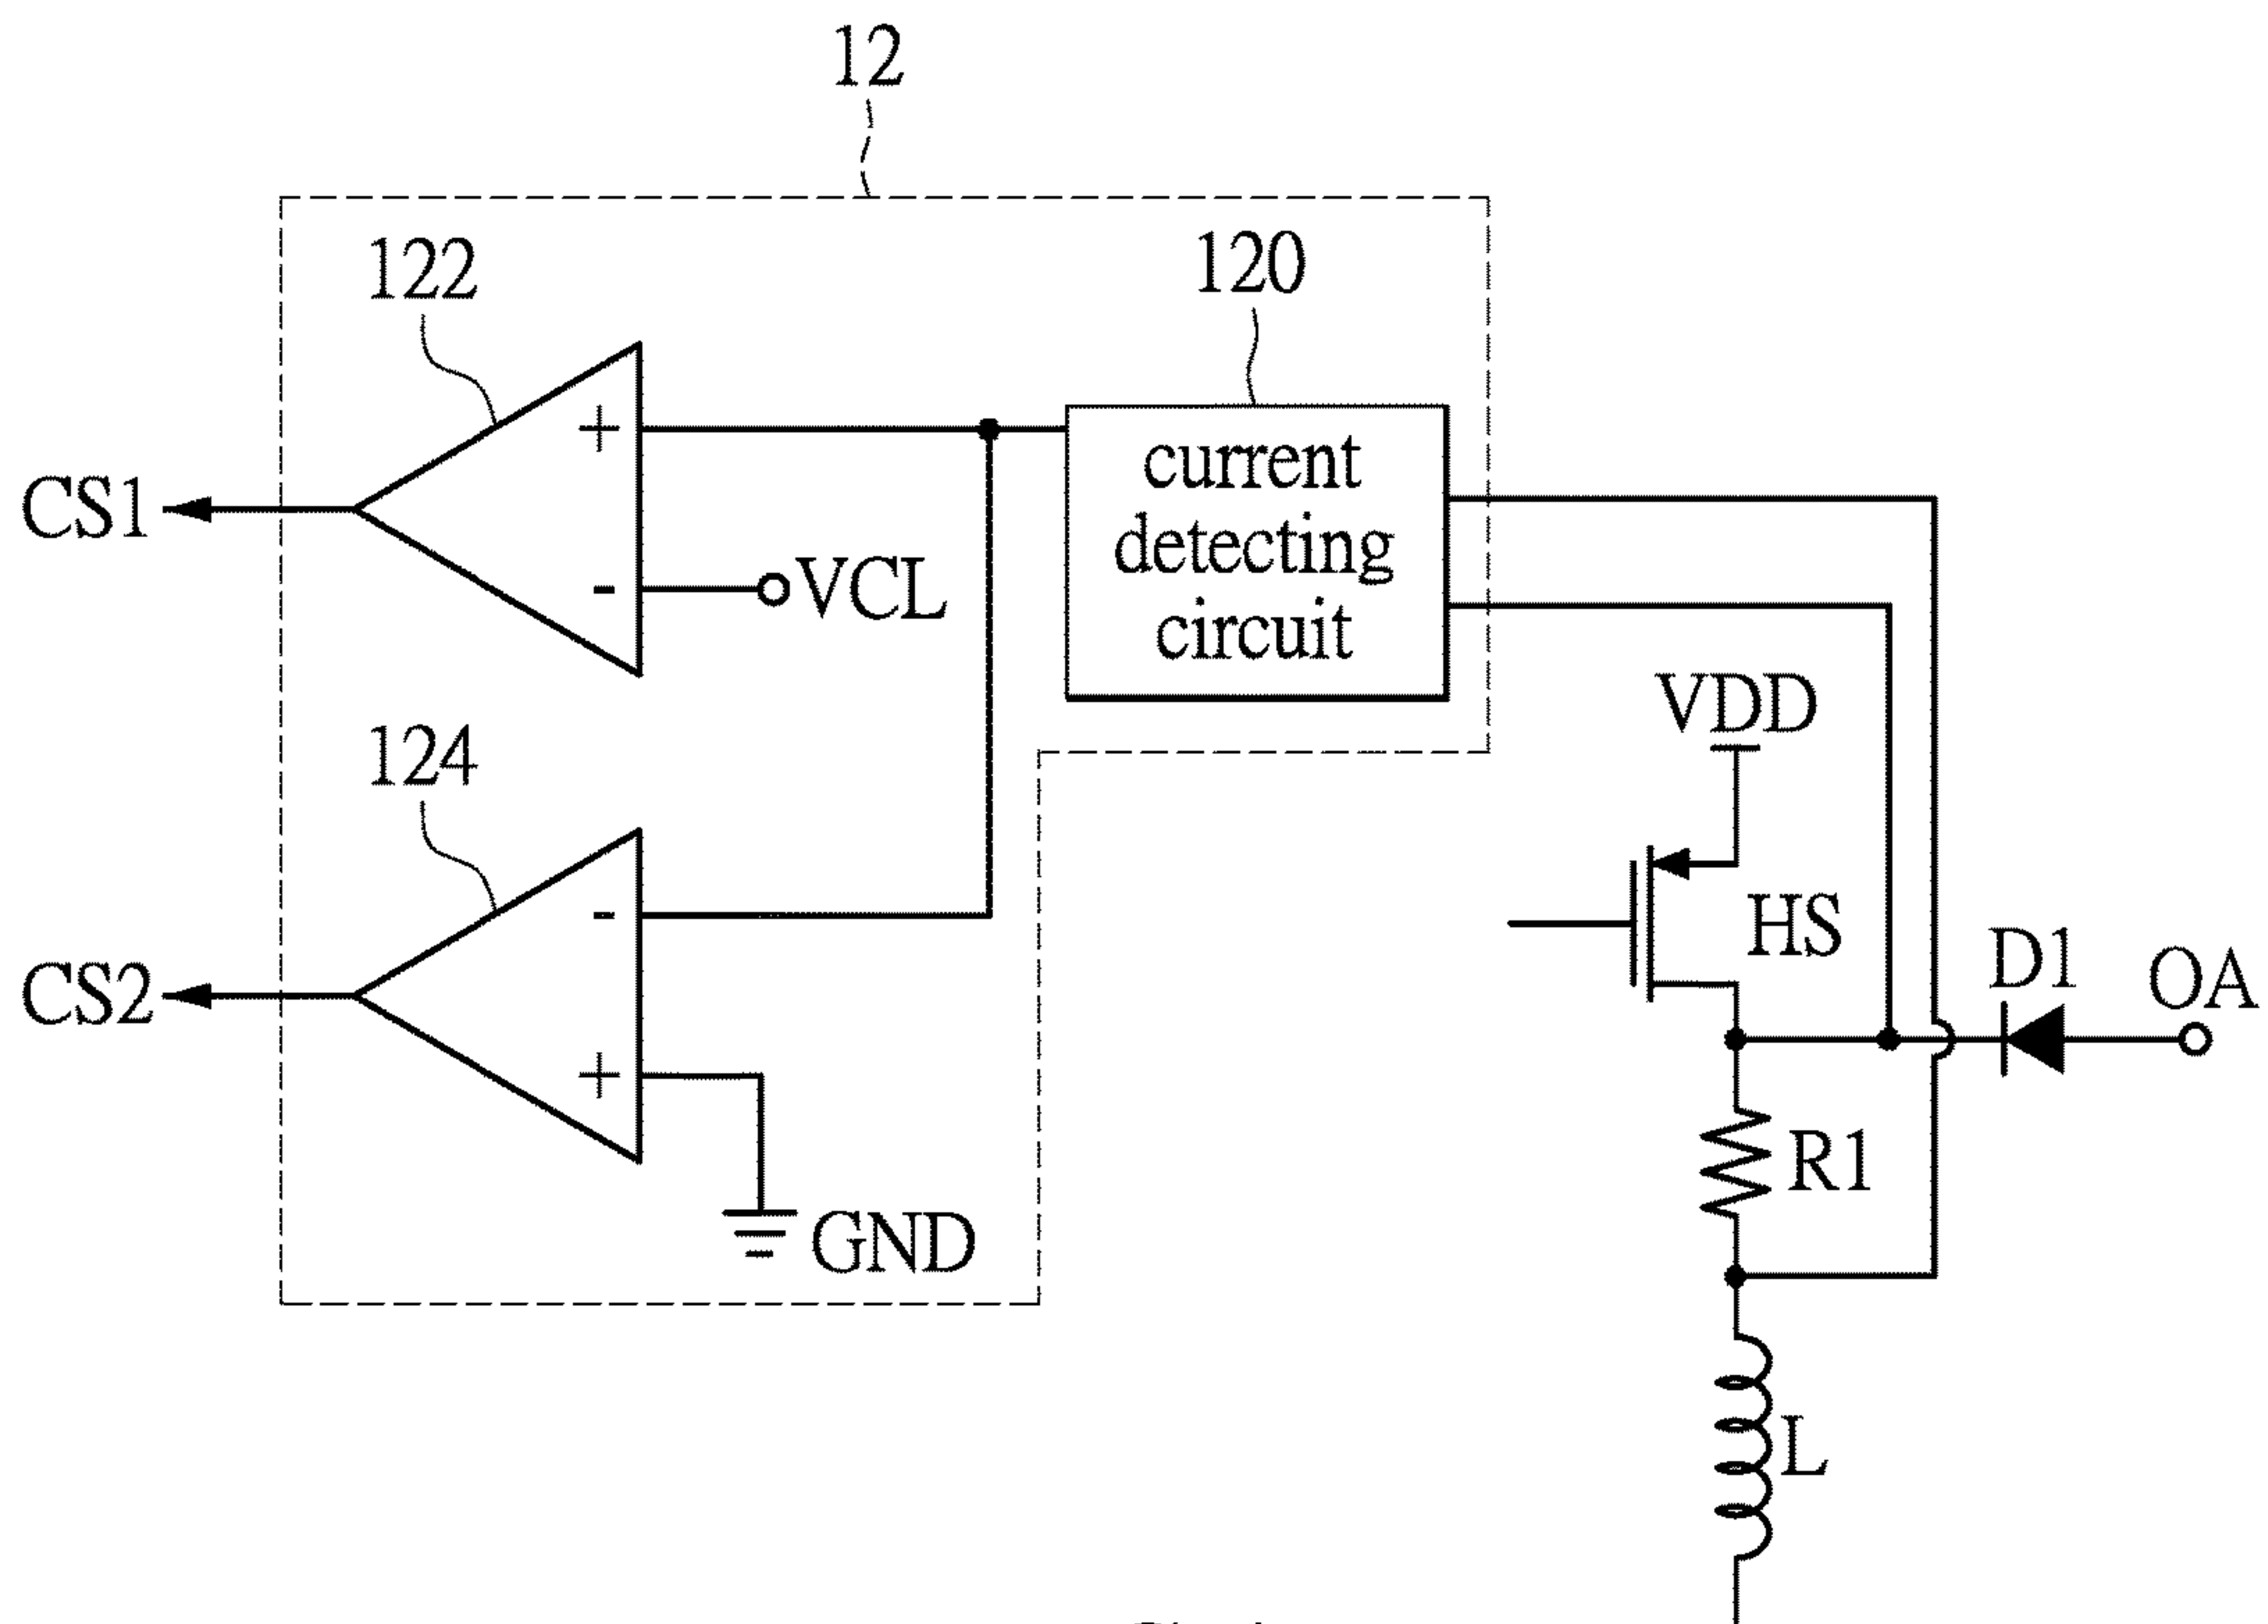 12
122
120
current
detecting
circuit
+
CS1
-
VCL
VDD
124
-
HS
D1
OA
CS2
+
R1
GND
L